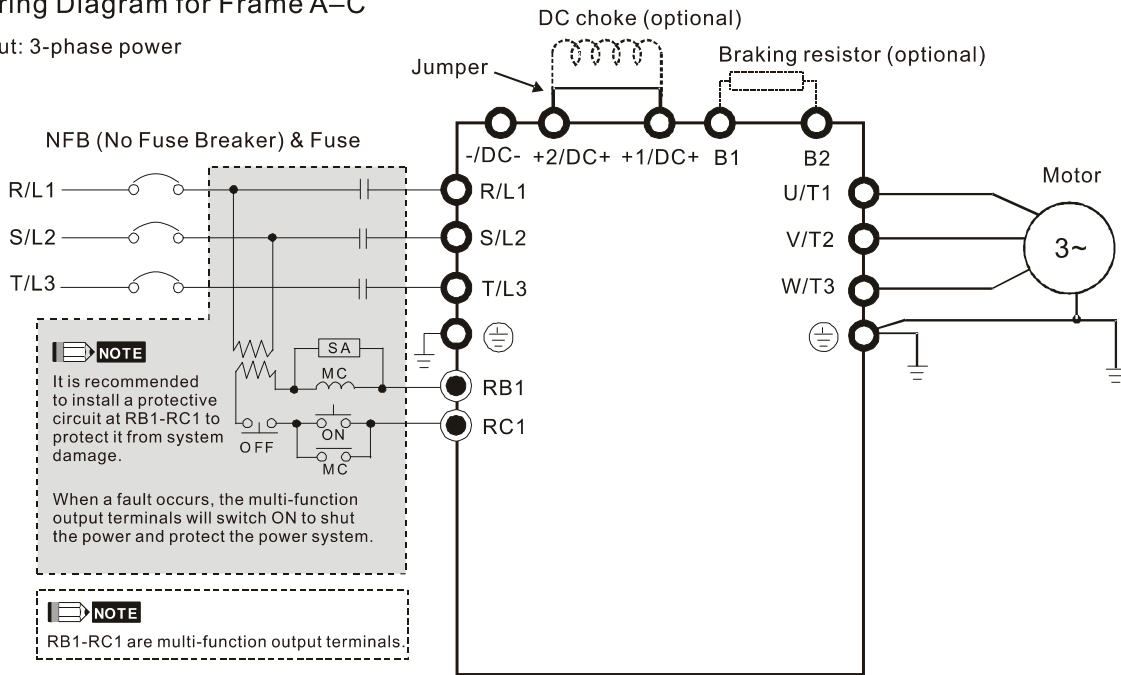 ring Diagram for Frame A–C
ut: 3-phase power
DC choke (optional)
Jumper
Braking resistor (optional)
NFB (No Fuse Breaker) & Fuse
-/DC- +2/DC+ +1/DC+ B1 B2
Motor
R/L1
R/L1
U/T1
S/L2
S/L2
V/T2
3~
T/L3
T/L3
W/T3
NOTE
It is recommended
to install a protective
circuit at RB1-RC1 to
protect it from system
damage.
SA
MC
RB1
OFF
ON
MC
RC1
When a fault occurs, the multi-function
output terminals will switch ON to shut
the power and protect the power system.
NOTE
RB1-RC1 are multi-function output terminals.